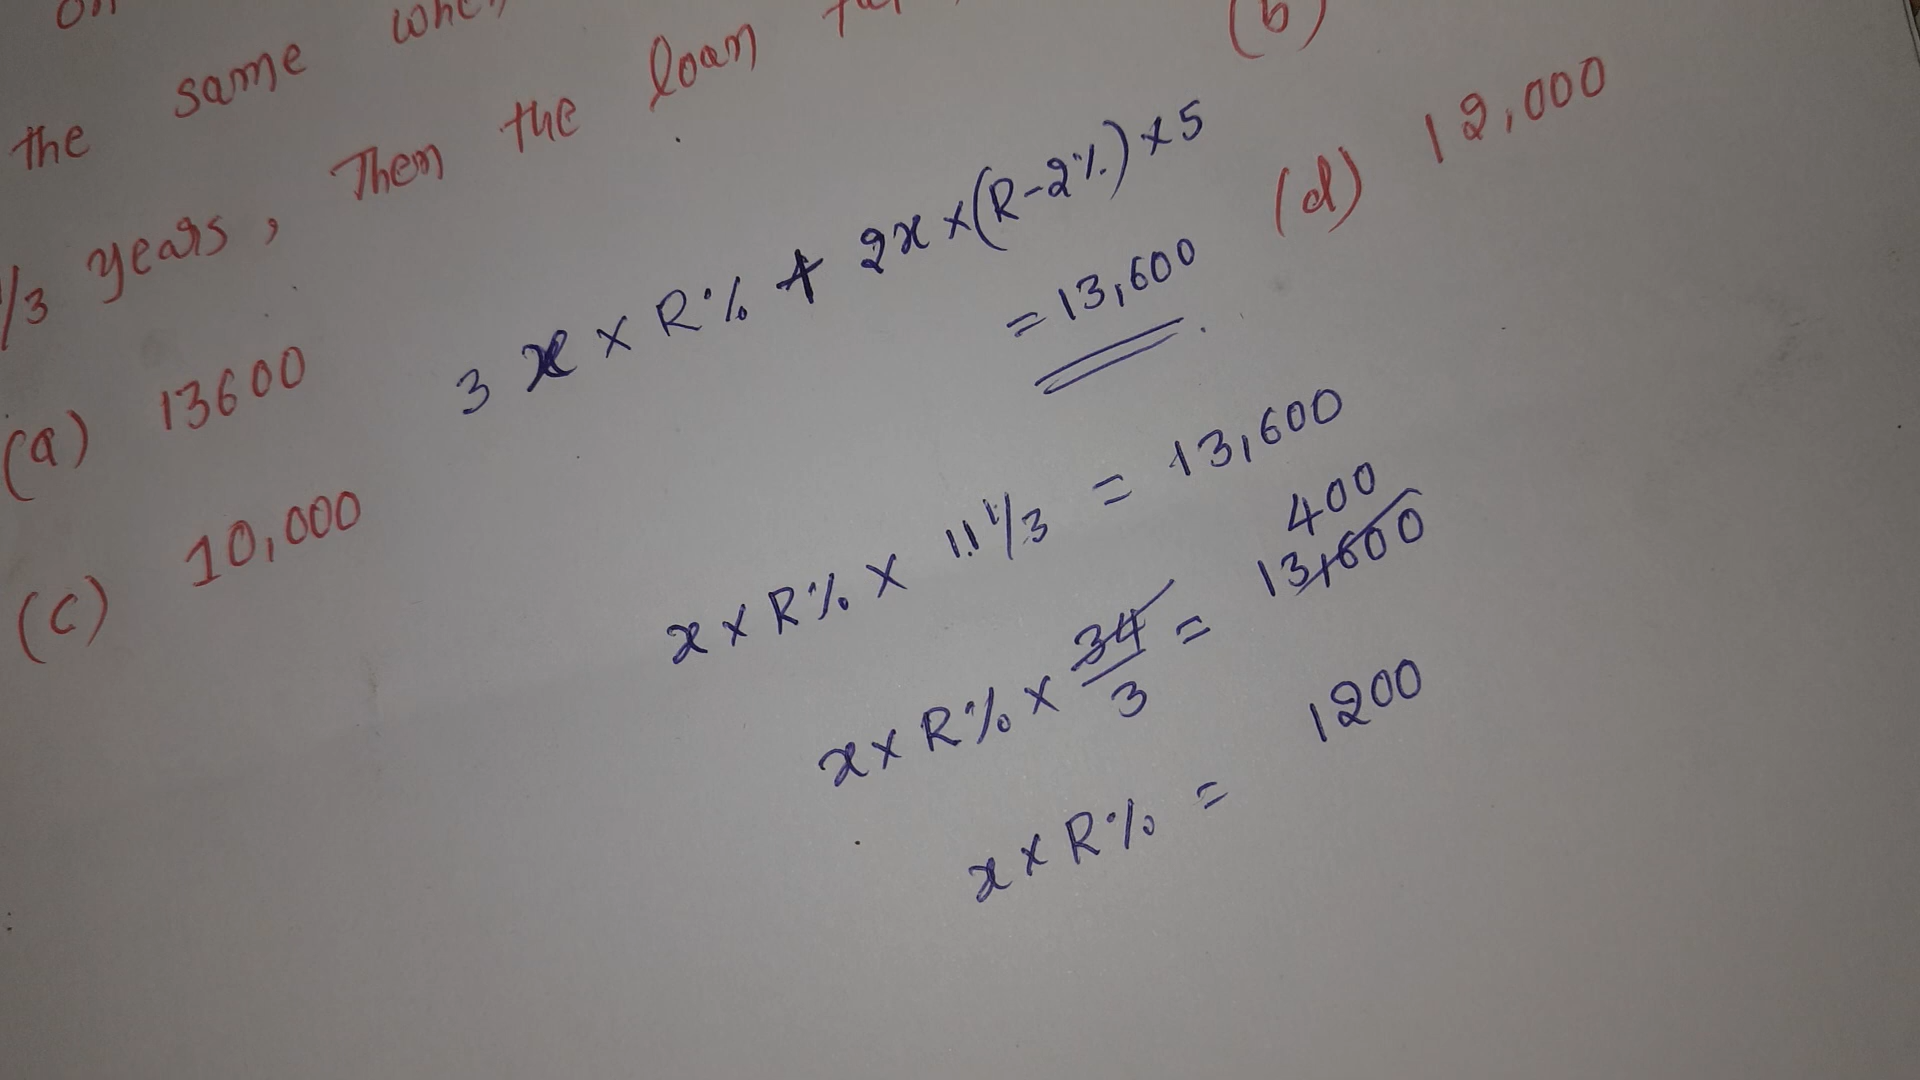 the same
/3 years, Then the loan
(b)
(a) 13600
(c) 10,000
(d) 12,000
3 x × R% + 2x × (R-2%) × 5
= 13,600
x × R% × 11 1/3 = 13,600
400
x × R% × 34/3 = 13,600
x × R% = 1200